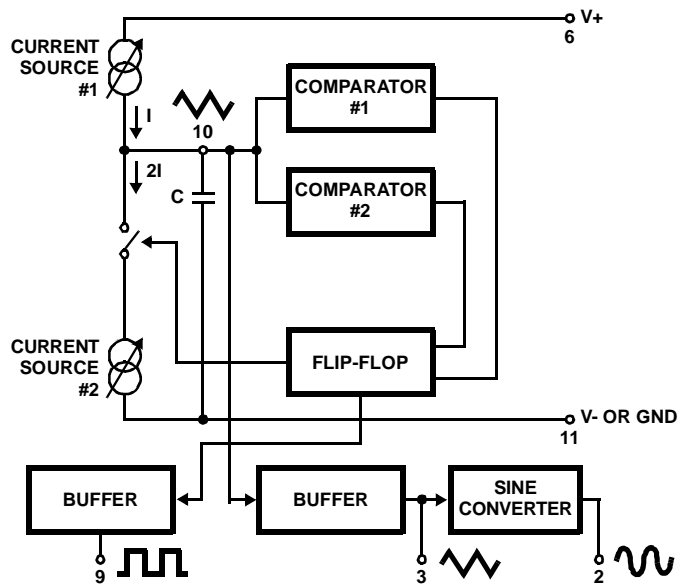 V+
6
CURRENT
SOURCE
#1
I
10
COMPARATOR
#1
2I
C
COMPARATOR
#2
CURRENT
SOURCE
#2
FLIP-FLOP
V- OR GND
11
BUFFER
BUFFER
SINE
CONVERTER
9
3
2